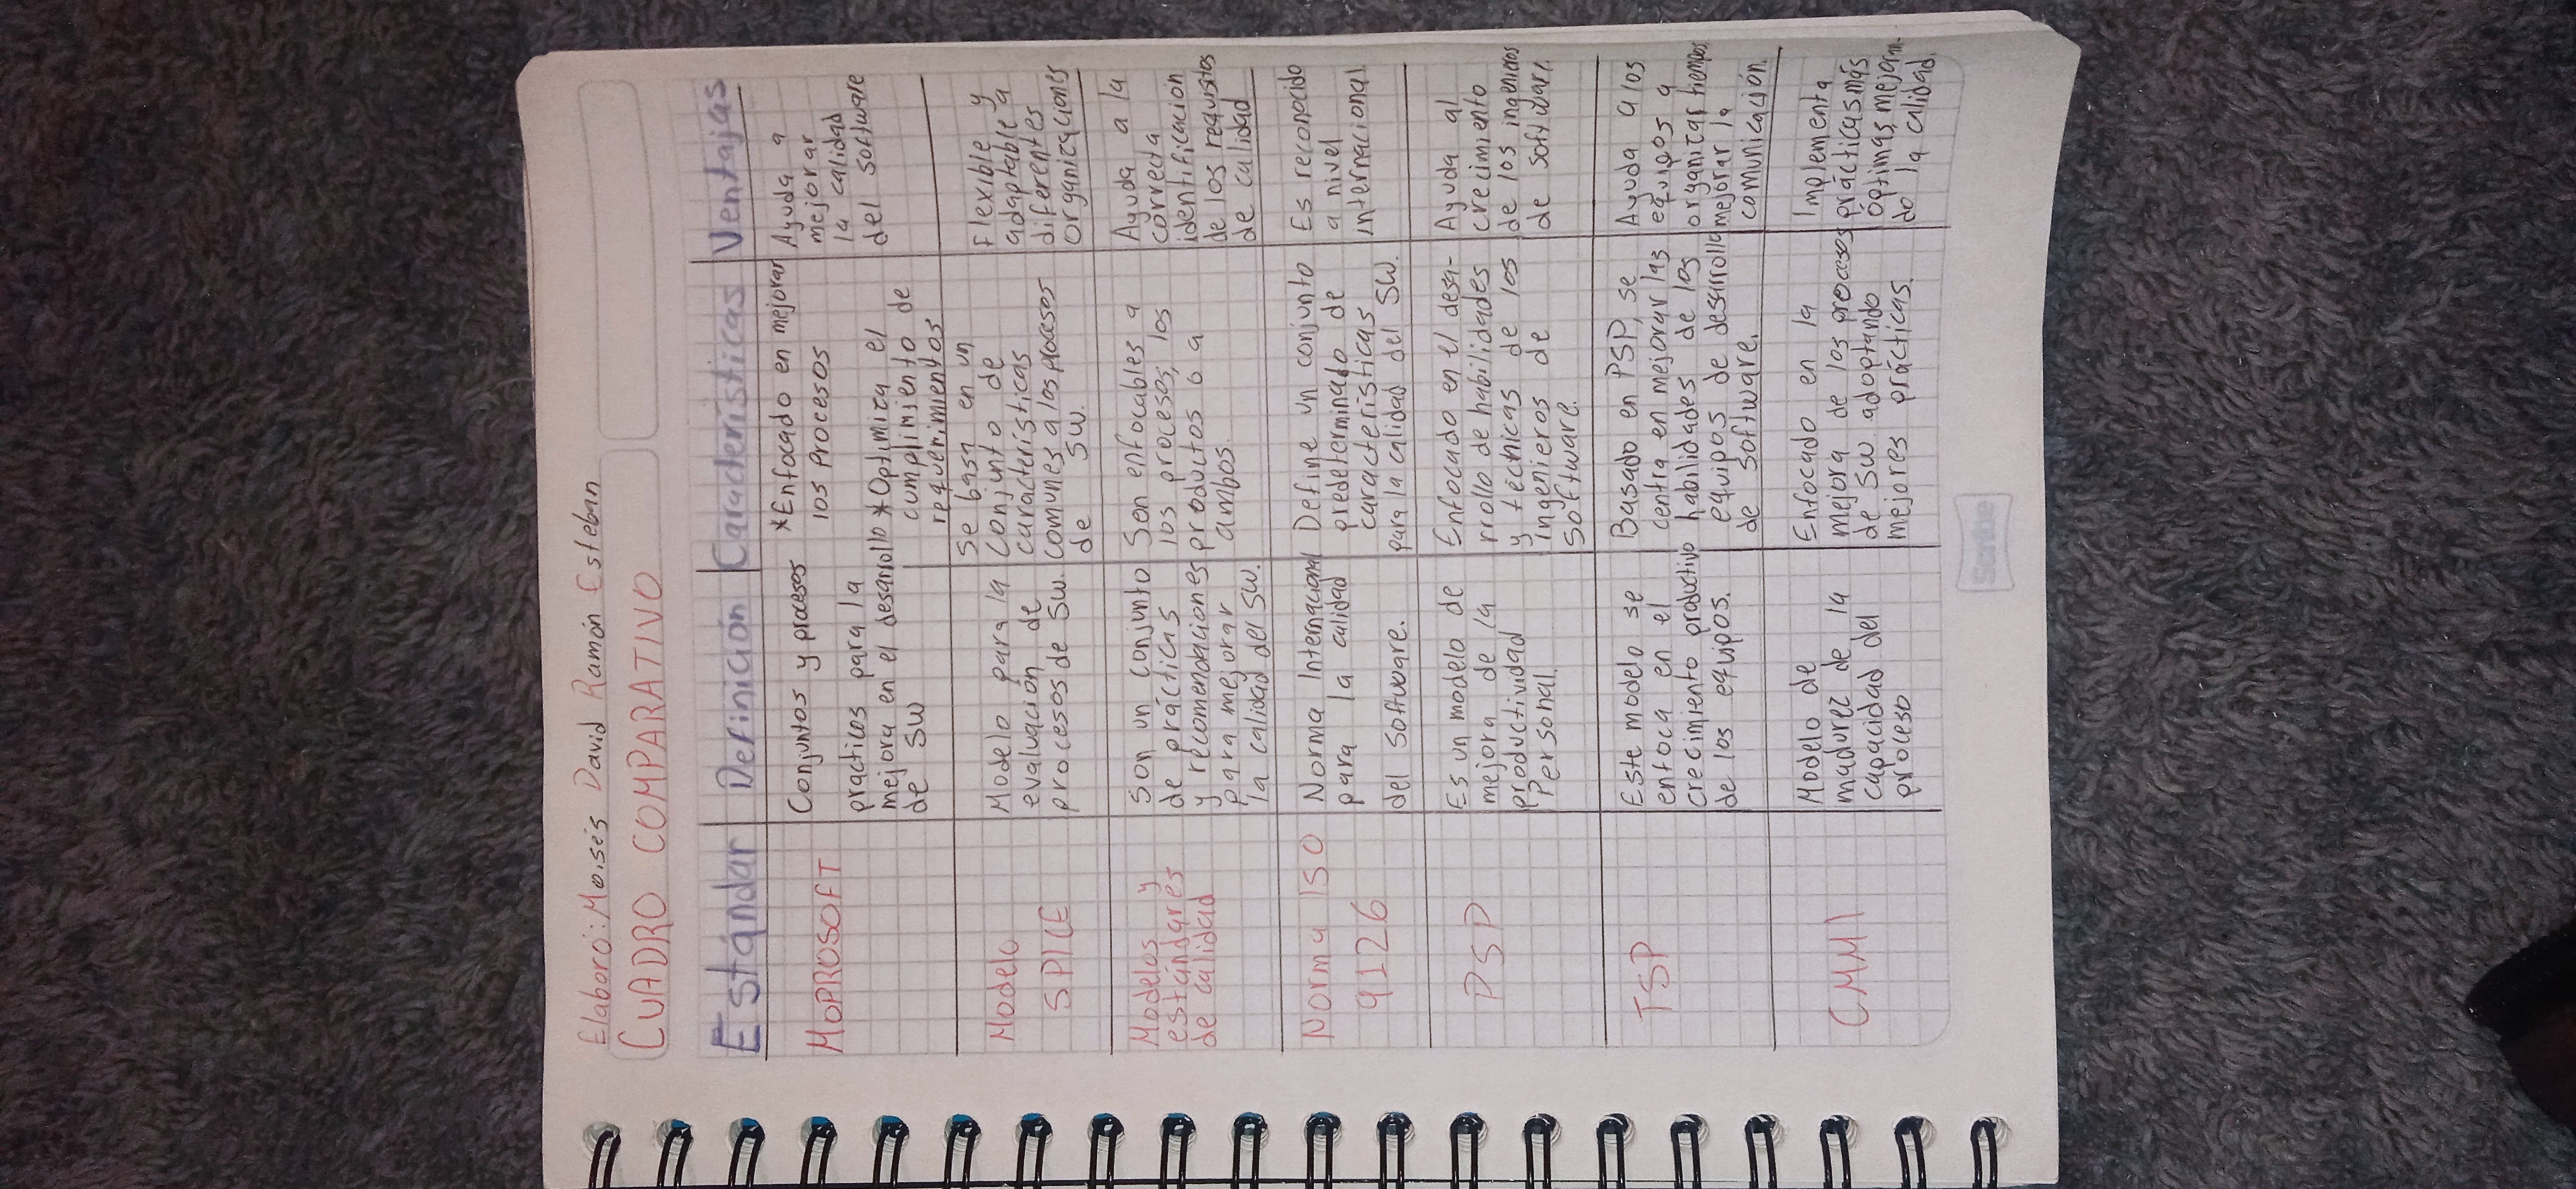 Elaboró: Moisés David Ramón Esteban
CUADRO COMPARATIVO
Estándar Definición Características Ventajas
MOPROSOFT
Conjuntos y procesos
practicos para la
mejora en el desarollo
de SW
*Enfocado en mejorar
los procesos
*Optimiza el
cumplimiento de
requerimientos
Ayuda a
mejorar
la calidad
del software
Modelo
SPICE
Modelo para la
evaluación de
procesos de SW.
Se basa en un
Conjunto de
características
comunes a los procesos
de SW.
Flexible y
adaptable a
diferentes
organizaciones
Modelos y
estándares
de calidad
Son un conjunto
de prácticas
y recomendaciones
para mejorar
la calidad del SW.
Son enfocables a
los procesos, los
productos o a
ambos.
Ayuda a la
correcta
identificacion
de los requisitos
de calidad
Norma ISO
9126
Norma Internacional
para la calidad
del Software.
Define un conjunto
predeterminado de
características
para la calidad del SW.
Es reconocido
a nivel
internacional
PSP
Es un modelo de
mejora de la
productividad
Personal.
Enfocado en el desa-
rrollo de habilidades
y técnicas de los
ingenieros de
Software.
Ayuda al
crecimiento
de los ingenieros
de software.
TSP
Este modelo se
enfoca en el
crecimiento productivo
de los equipos.
Basado en PSP, se
centra en mejorar las
habilidades de los
equipos de desarrollo
de software.
Ayuda a los
equipos a
organizar tiempos
mejorar la
comunicación.
CMMI
Modelo de
madurez de la
capacidad del
proceso
Enfocado en la
mejora de los procesos
de SW adoptando
mejores prácticas.
Implementa
prácticas más
óptimas, mejoran-
do la calidad.
Scribe